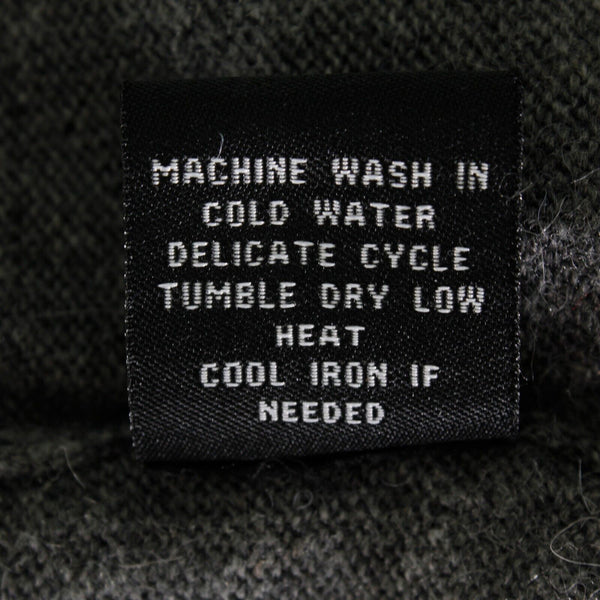 MACHINE WASH IN
COLD WATER
DELICATE CYCLE
TUMBLE DRY LOW
HEAT
COOL IRON IF
NEEDED